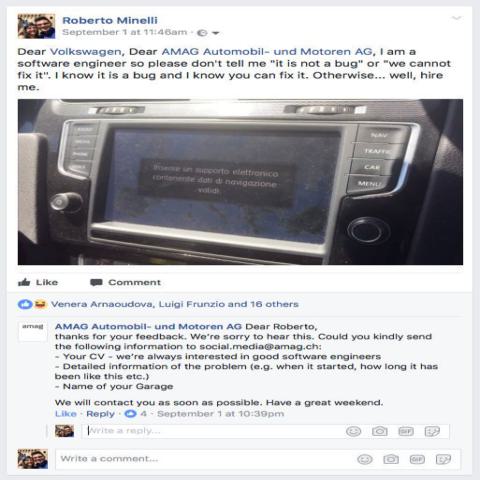 Roberto Minelli
September 1 at 11:46am ·
Dear Volkswagen, Dear AMAG Automobil- und Motoren AG, I am
a software engineer so please don't tell me "it is not a bug" or "we cannot
fix it". I know it is a bug and I know you can fix it. Otherwise... well, hire
me.
RADIO
MEDIA
PHONE
Inserire un supporto elettronico
contenente dati di navigazione
validi.
NAV
TRAFFIC
CAR
MENU
Like
Comment
Venera Arnaoudova, Luigi Frunzio and 16 others
amag
AMAG Automobil- und Motoren AG Dear Roberto,
thanks for your feedback. We're sorry to hear this. Could you kindly send
the following information to social.media@amag.ch:
- Your CV - we're always interested in good software engineers
- Detailed information of the problem (e.g. when it started, how long it has
been like this etc.)
- Name of your Garage
We will contact you as soon as possible. Have a great weekend.
Like · Reply · 4 · September 1 at 10:39pm
Write a reply...
GIF
Write a comment...
GIF